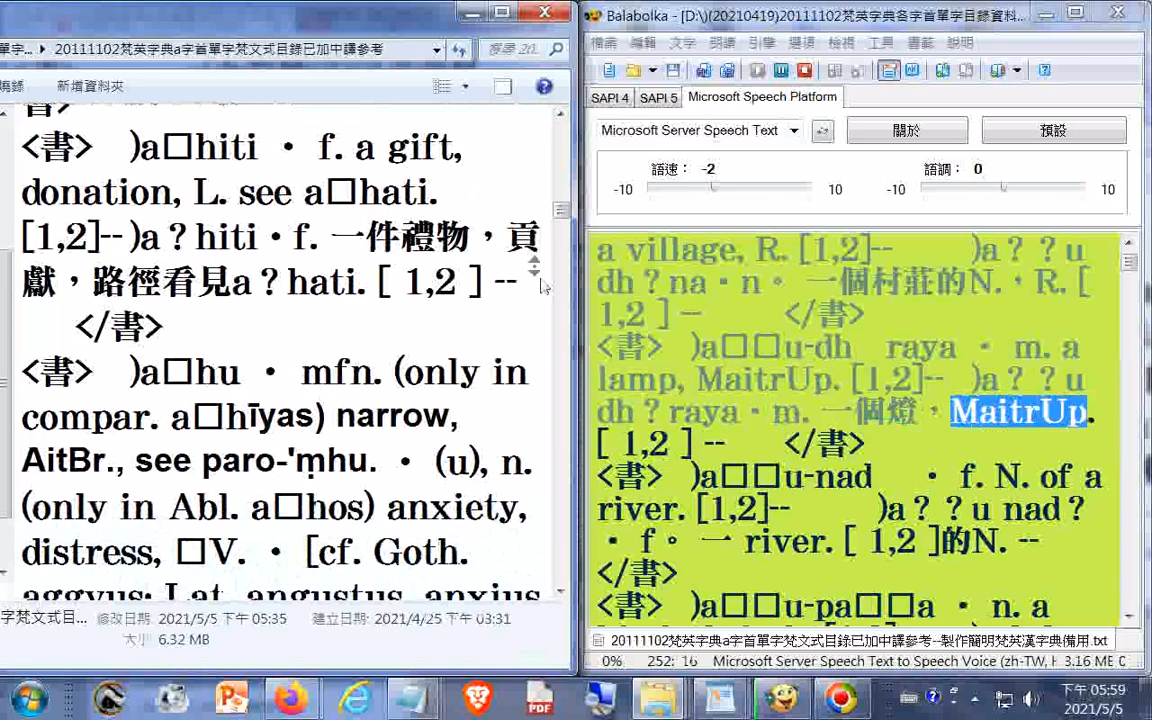 Balabolka - [D:\)(20210419)20111102梵英字典各字首單字目錄資料...
單字... ▸ 20111102梵英字典a字首單字梵文式目錄已加中譯參考
搜尋 20...
檔案 編輯 文字 朗讀 引擎 選項 檢視 工具 書籤 說明
燒錄 新增資料夾
SAPI 4 SAPI 5 Microsoft Speech Platform
Microsoft Server Speech Text 關於 預設
語速: -2 語調: 0
-10 10 -10 10
書>
<書> )a□hiti • f. a gift,
donation, L. see a□hati.
[1,2]-- )a？hiti・f. 一件禮物，貢
獻，路徑看見a？hati. [ 1,2 ] --
</書>
<書> )a□hu • mfn. (only in
compar. a□hīyas) narrow,
AitBr., see paro-'ṃhu. • (u), n.
(only in Abl. a□hos) anxiety,
distress, □V. • [cf. Goth.
aggvus; Lat. angustus, anxius
字梵文式目錄... 修改日期: 2021/5/5 下午 05:35 建立日期: 2021/4/25 下午 03:31
大小: 6.32 MB
a village, R. [1,2]-- )a？？u
dh？na・n。 一個村莊的N.，R. [
1,2 ] -- </書>
<書> )a□□u-dh raya • m. a
lamp, MaitrUp. [1,2]-- )a？？u
dh？raya・m. 一個燈，MaitrUp.
[ 1,2 ] -- </書>
<書> )a□□u-nad • f. N. of a
river. [1,2]-- )a？？u nad？
・f。 一 river. [ 1,2 ]的N. --
</書>
<書> )a□□u-pa□□a • n. a
20111102梵英字典a字首單字梵文式目錄已加中譯參考--製作簡明梵英漢字典備用.txt
0% 252: 16 Microsoft Server Speech Text to Speech Voice (zh-TW, H 3.16 MB
下午 05:59
2021/5/5